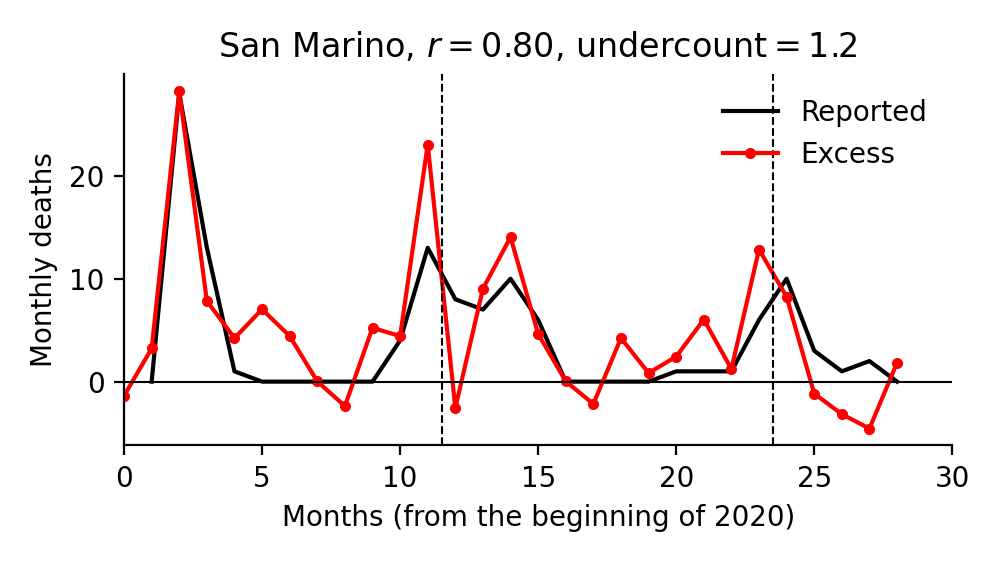 San Marino, r = 0.80, undercount = 1.2
Reported
Excess
Monthly deaths
20
10
0
0 5 10 15 20 25 30
Months (from the beginning of 2020)